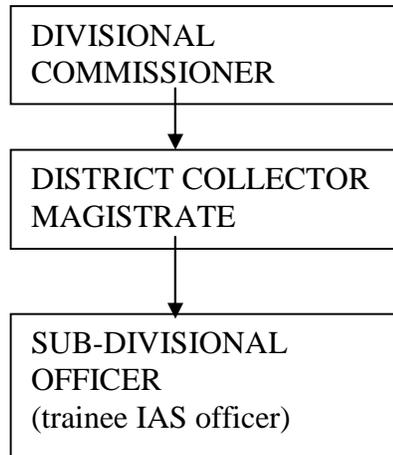 DIVISIONAL
COMMISSIONER
DISTRICT COLLECTOR
MAGISTRATE
SUB-DIVISIONAL
OFFICER
(trainee IAS officer)